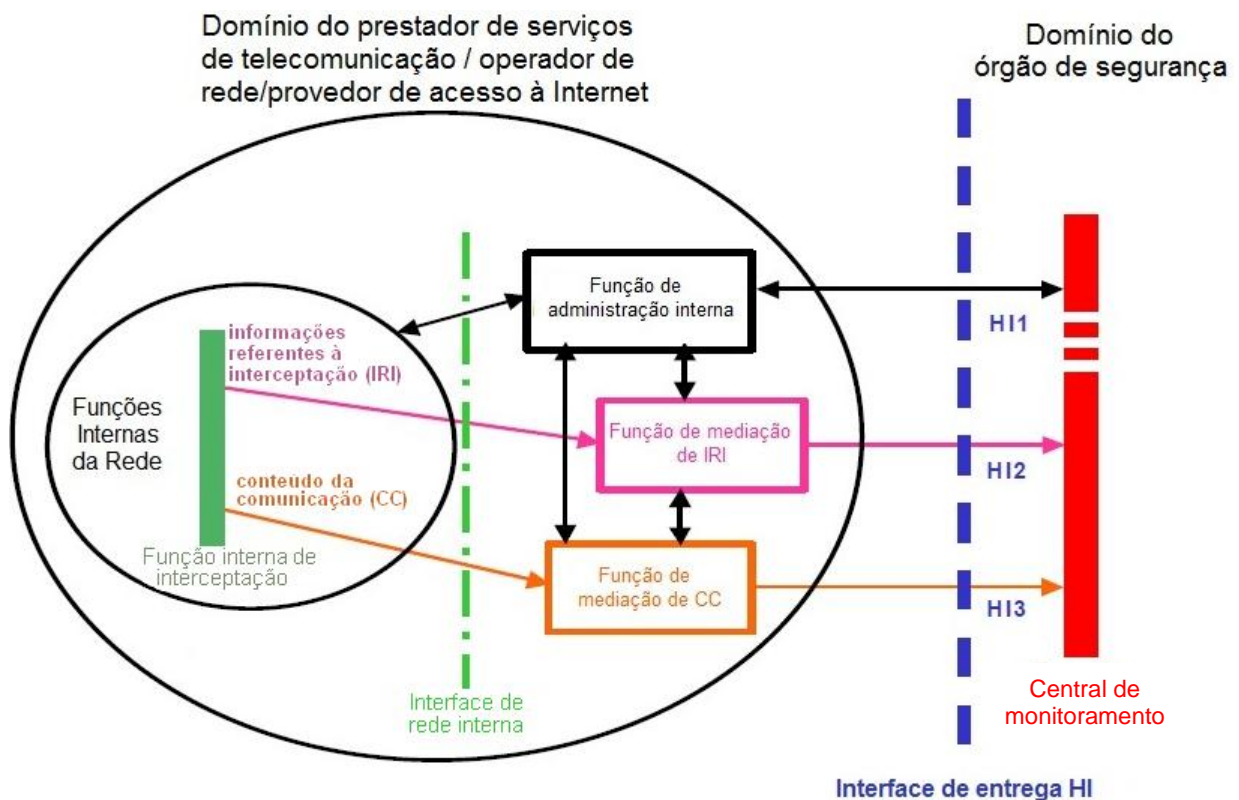 Domínio do prestador de serviços
de telecomunicação / operador de
rede/provedor de acesso à Internet
Domínio do
órgão de segurança
Função de
administração interna
HI1
informações
referentes à
interceptação (IRI)
Funções
Internas
da Rede
Função de mediação
de IRI
HI2
conteúdo da
comunicação (CC)
Função interna de
interceptação
Função de
mediação de CC
HI3
Interface de
rede interna
Central de
monitoramento
Interface de entrega HI